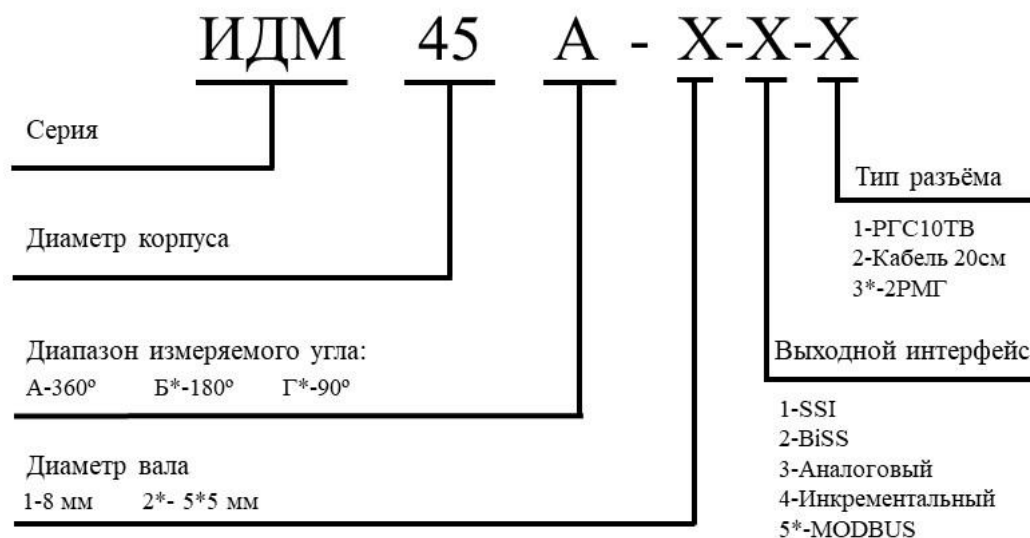 ИДМ 45 А - Х-Х-Х
Серия
Диаметр корпуса
Диапазон измеряемого угла:
А-360º Б*-180º Г*-90º
Диаметр вала
1-8 мм 2*- 5*5 мм
Тип разъёма
1-РГС10ТВ
2-Кабель 20см
3*-2РМГ
Выходной интерфейс
1-SSI
2-BiSS
3-Аналоговый
4-Инкрементальный
5*-MODBUS